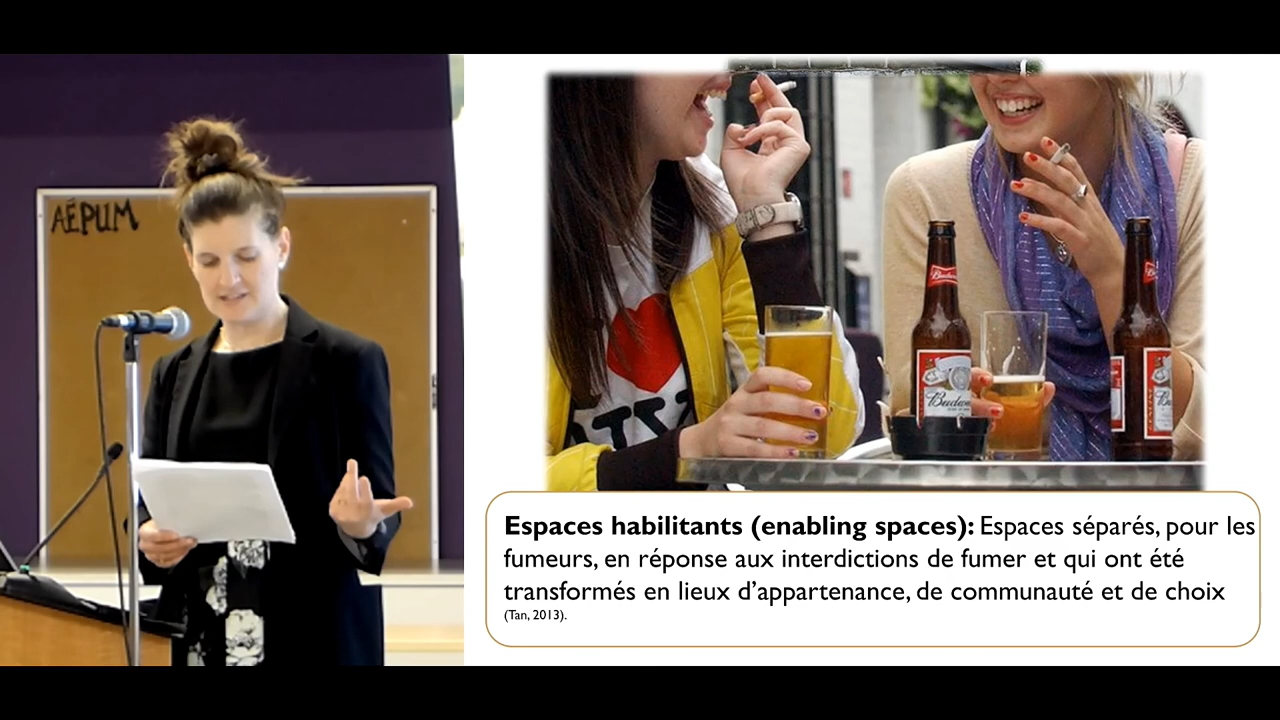 AÉPUM
Budweiser
Espaces habilitants (enabling spaces): Espaces séparés, pour les
fumeurs, en réponse aux interdictions de fumer et qui ont été
transformés en lieux d’appartenance, de communauté et de choix
(Tan, 2013).